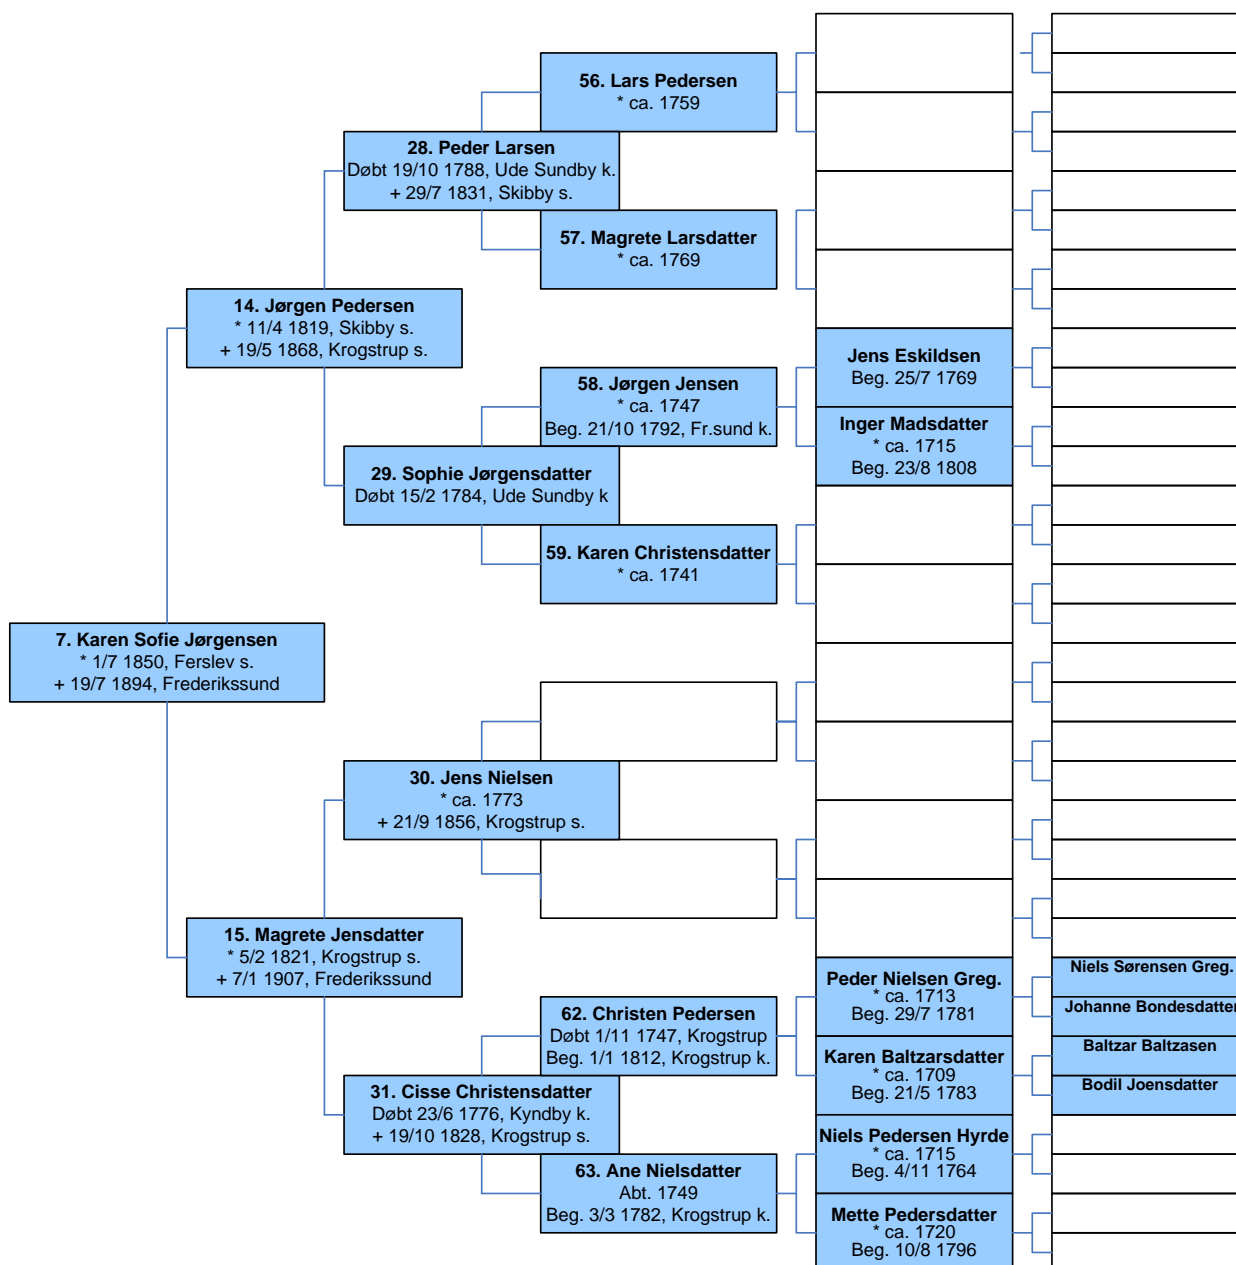 56. Lars Pedersen
* ca. 1759
28. Peder Larsen
Døbt 19/10 1788, Ude Sundby k.
+ 29/7 1831, Skibby s.
57. Magrete Larsdatter
* ca. 1769
14. Jørgen Pedersen
* 11/4 1819, Skibby s.
+ 19/5 1868, Krogstrup s.
Jens Eskildsen
Beg. 25/7 1769
58. Jørgen Jensen
* ca. 1747
Beg. 21/10 1792, Fr.sund k.
Inger Madsdatter
* ca. 1715
Beg. 23/8 1808
29. Sophie Jørgensdatter
Døbt 15/2 1784, Ude Sundby k
59. Karen Christensdatter
* ca. 1741
7. Karen Sofie Jørgensen
* 1/7 1850, Ferslev s.
+ 19/7 1894, Frederikssund
30. Jens Nielsen
* ca. 1773
+ 21/9 1856, Krogstrup s.
15. Magrete Jensdatter
* 5/2 1821, Krogstrup s.
+ 7/1 1907, Frederikssund
Peder Nielsen Greg.
* ca. 1713
Beg. 29/7 1781
Niels Sørensen Greg.
Johanne Bondesdatter
62. Christen Pedersen
Døbt 1/11 1747, Krogstrup
Beg. 1/1 1812, Krogstrup k.
Karen Baltzarsdatter
* ca. 1709
Beg. 21/5 1783
Baltzar Baltzasen
Bodil Joensdatter
31. Cisse Christensdatter
Døbt 23/6 1776, Kyndby k.
+ 19/10 1828, Krogstrup s.
Niels Pedersen Hyrde
* ca. 1715
Beg. 4/11 1764
63. Ane Nielsdatter
Abt. 1749
Beg. 3/3 1782, Krogstrup k.
Mette Pedersdatter
* ca. 1720
Beg. 10/8 1796